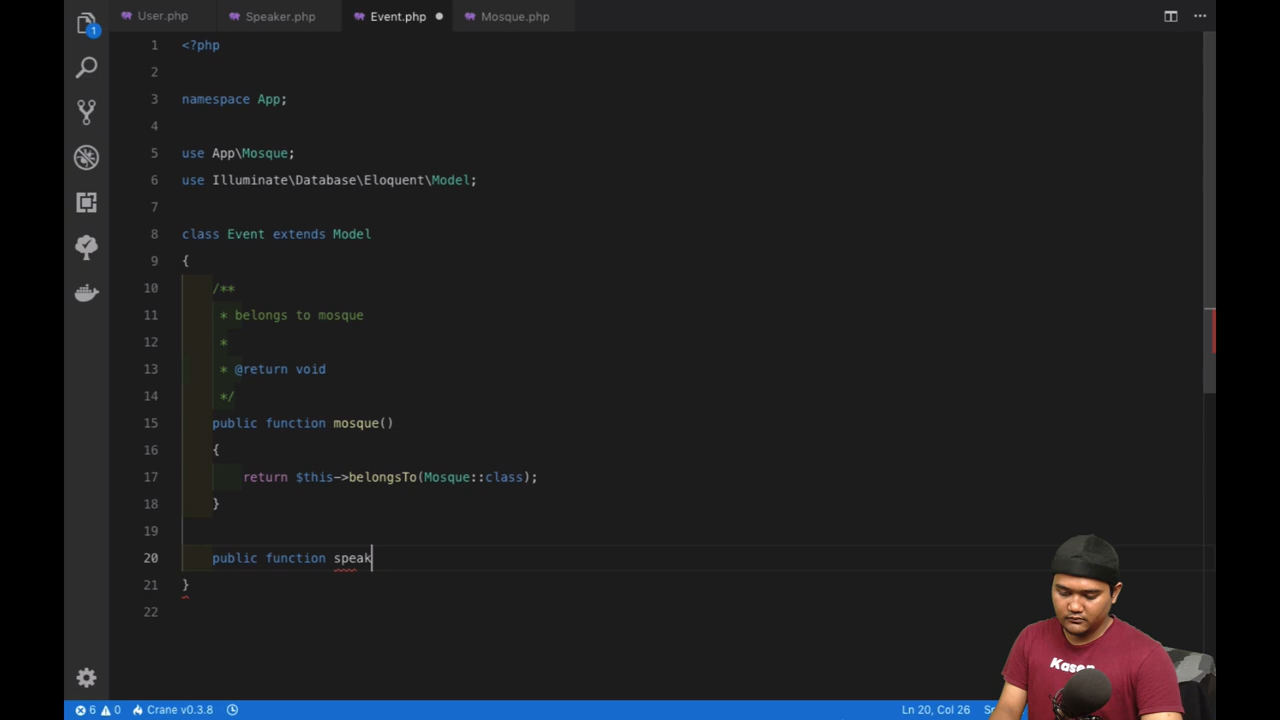 User.php
Speaker.php
Event.php
Mosque.php
1
1 <?php
2
3 namespace App;
4
5 use App\Mosque;
6 use Illuminate\Database\Eloquent\Model;
7
8 class Event extends Model
9 {
10 /**
11 * belongs to mosque
12 *
13 * @return void
14 */
15 public function mosque()
16 {
17 return $this->belongsTo(Mosque::class);
18 }
19
20 public function speak
21 }
22
6 0 Crane v0.3.8 Ln 20, Col 26